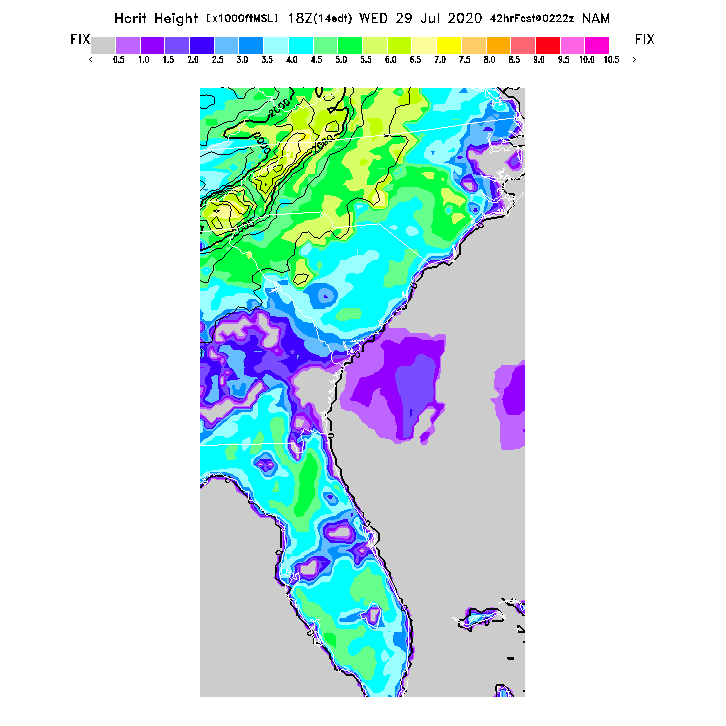 Hcrit Height [x1000ftMSL] 18Z(14edt) WED 29 Jul 2020 42hrFcst@0222z NAM
FIX FIX
< 0.5 1.0 1.5 2.0 2.5 3.0 3.5 4.0 4.5 5.0 5.5 6.0 6.5 7.0 7.5 8.0 8.5 9.0 9.5 10.0 10.5 >
2000
2000